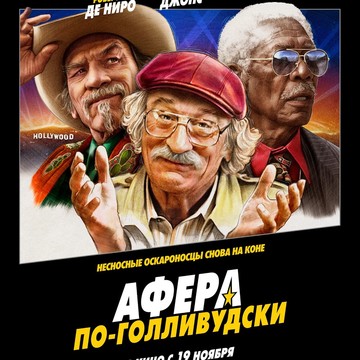 ДЕ НИРО
ДЖОНС
HOLLYWOOD
НЕСНОСНЫЕ ОСКАРОНОСЦЫ СНОВА НА КОНЕ
АФЕРА
ПО-ГОЛЛИВУДСКИ
С 19 НОЯБРЯ